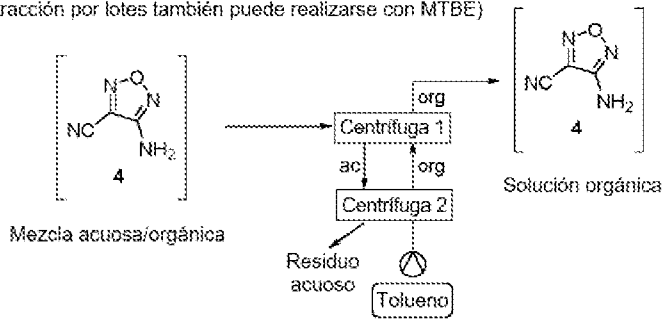 racción por lotes también puede realizarse con MTBE)
N O N
NC NH₂
4
Mezcla acuosa/orgánica
org
Centrífuga 1
ac org
Centrífuga 2
Residuo
acuoso
Tolueno
N O N
NC NH₂
4
Solución orgánica